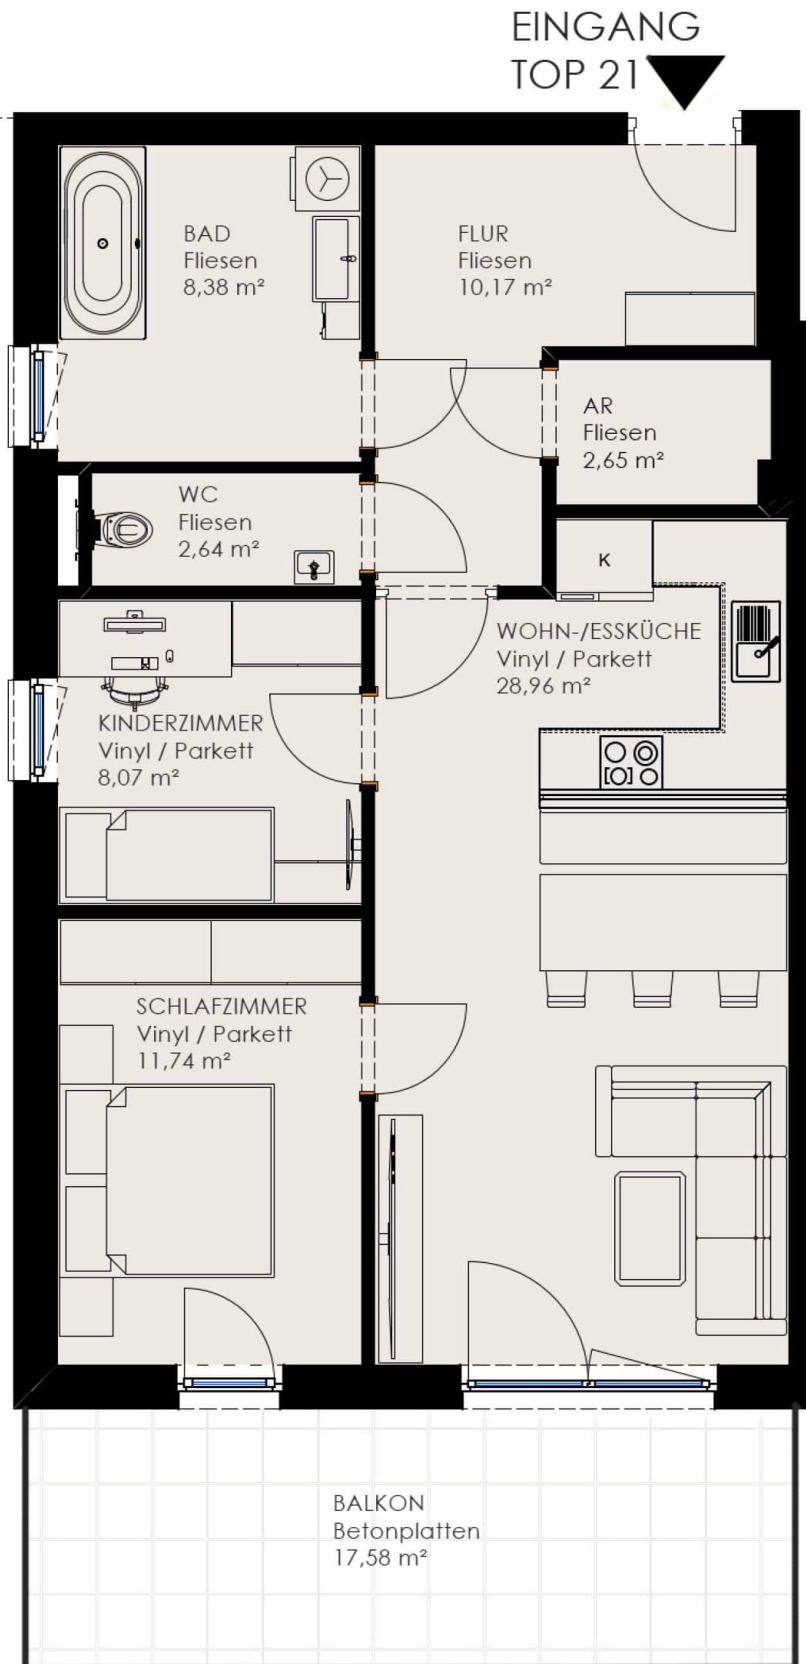 EINGANG
TOP 21
BAD
Fliesen
8,38 m²
FLUR
Fliesen
10,17 m²
AR
Fliesen
2,65 m²
WC
Fliesen
2,64 m²
K
WOHN-/ESSKÜCHE
Vinyl / Parkett
28,96 m²
KINDERZIMMER
Vinyl / Parkett
8,07 m²
SCHLAFZIMMER
Vinyl / Parkett
11,74 m²
BALKON
Betonplatten
17,58 m²